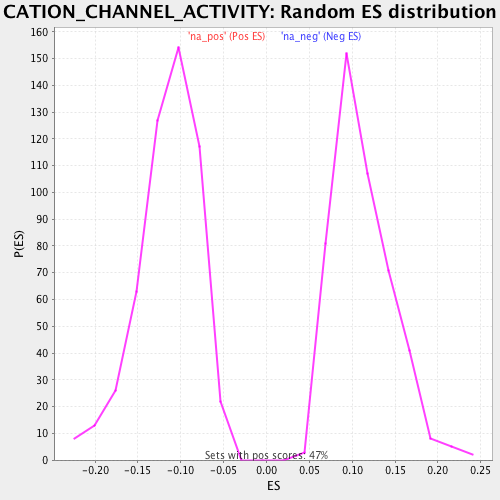 CATION_CHANNEL_ACTIVITY: Random ES distribution
'na_pos' (Pos ES) 'na_neg' (Neg ES)
160
150
140
130
120
110
100
90
80
70
60
50
40
30
20
10
0
P(ES)
Sets with pos scores: 47%
-0.20 -0.15 -0.10 -0.05 0.00 0.05 0.10 0.15 0.20 0.25
ES